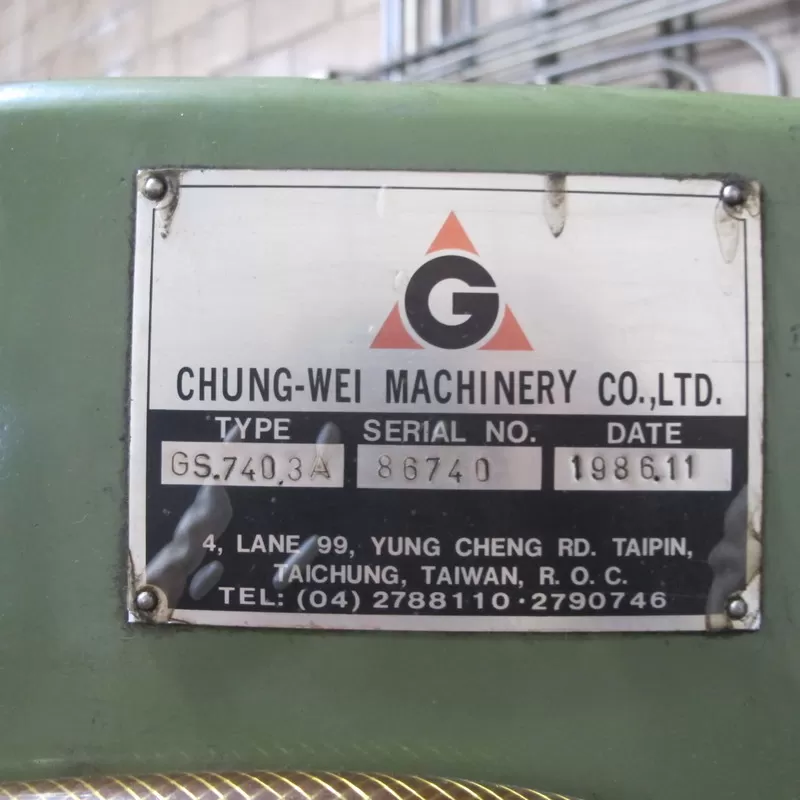 G
CHUNG-WEI MACHINERY CO.,LTD.
TYPE SERIAL NO. DATE
GS.740.3A 86740 1986.11
4, LANE 99, YUNG CHENG RD. TAIPIN,
TAICHUNG, TAIWAN, R. O. C.
TEL: (04) 2788110·2790746